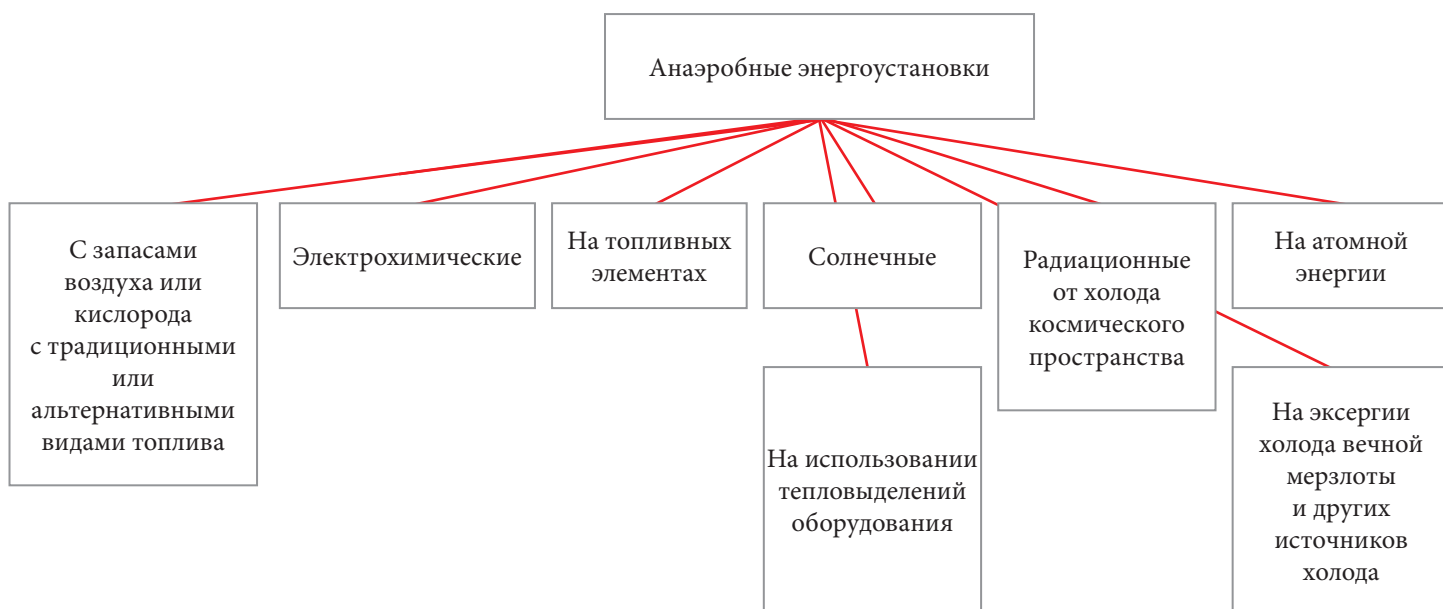 Анаэробные энергоустановки
С запасами
воздуха или
кислорода
с традиционными
или
альтернативными
видами топлива
Электрохимические
На топливных
элементах
Солнечные
Радиационные
от холода
космического
пространства
На атомной
энергии
На использовании
тепловыделений
оборудования
На эксергии
холода вечной
мерзлоты
и других
источников
холода